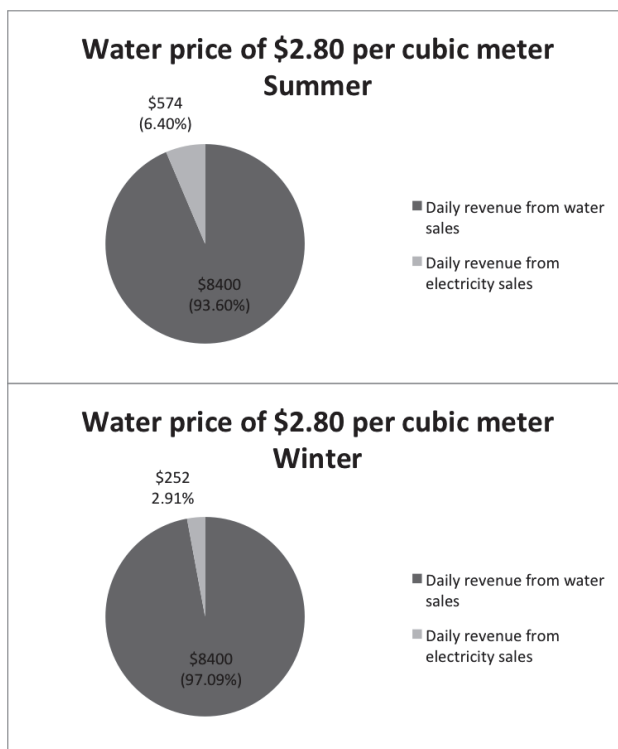 Water price of $2.80 per cubic meter
Summer
$574
(6.40%)
$8400
(93.60%)
Daily revenue from water
sales
Daily revenue from
electricity sales
Water price of $2.80 per cubic meter
Winter
$252
2.91%
$8400
(97.09%)
Daily revenue from water
sales
Daily revenue from
electricity sales